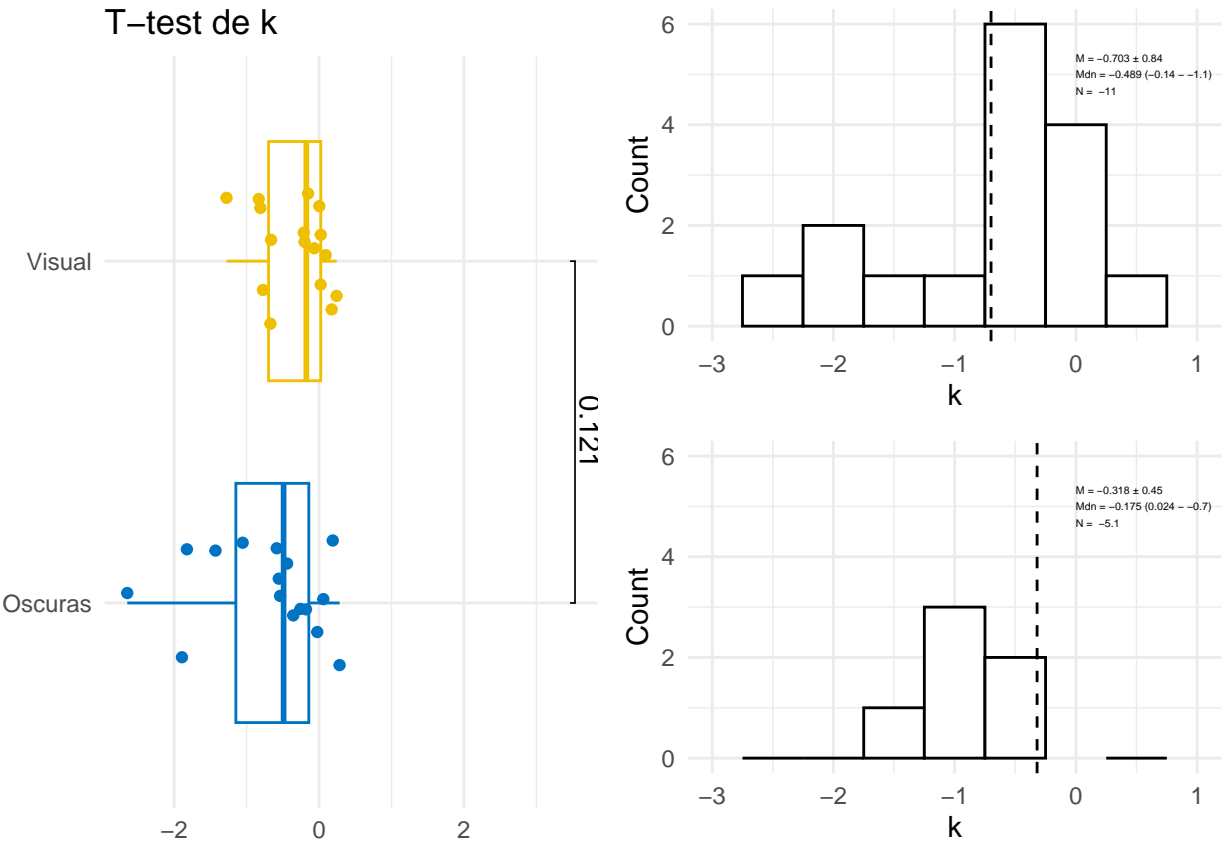 T−test de k
Visual
Oscuras
0.121
−2
0
2
6
4
2
0
Count
M = −0.703 ± 0.84
Mdn = −0.489 (−0.14 − −1.1)
N = −11
−3
−2
−1
0
1
k
6
4
2
0
Count
M = −0.318 ± 0.45
Mdn = −0.175 (0.024 − −0.7)
N = −5.1
−3
−2
−1
0
1
k